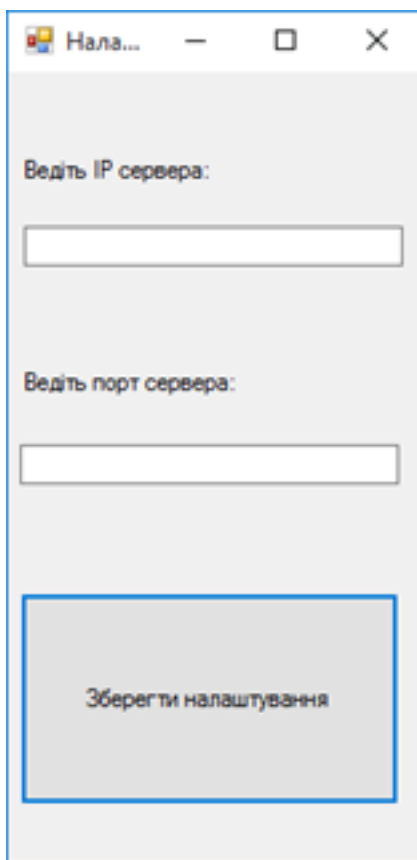 Нала...
Ведіть IP сервера:
Ведіть порт сервера:
Зберегти налаштування